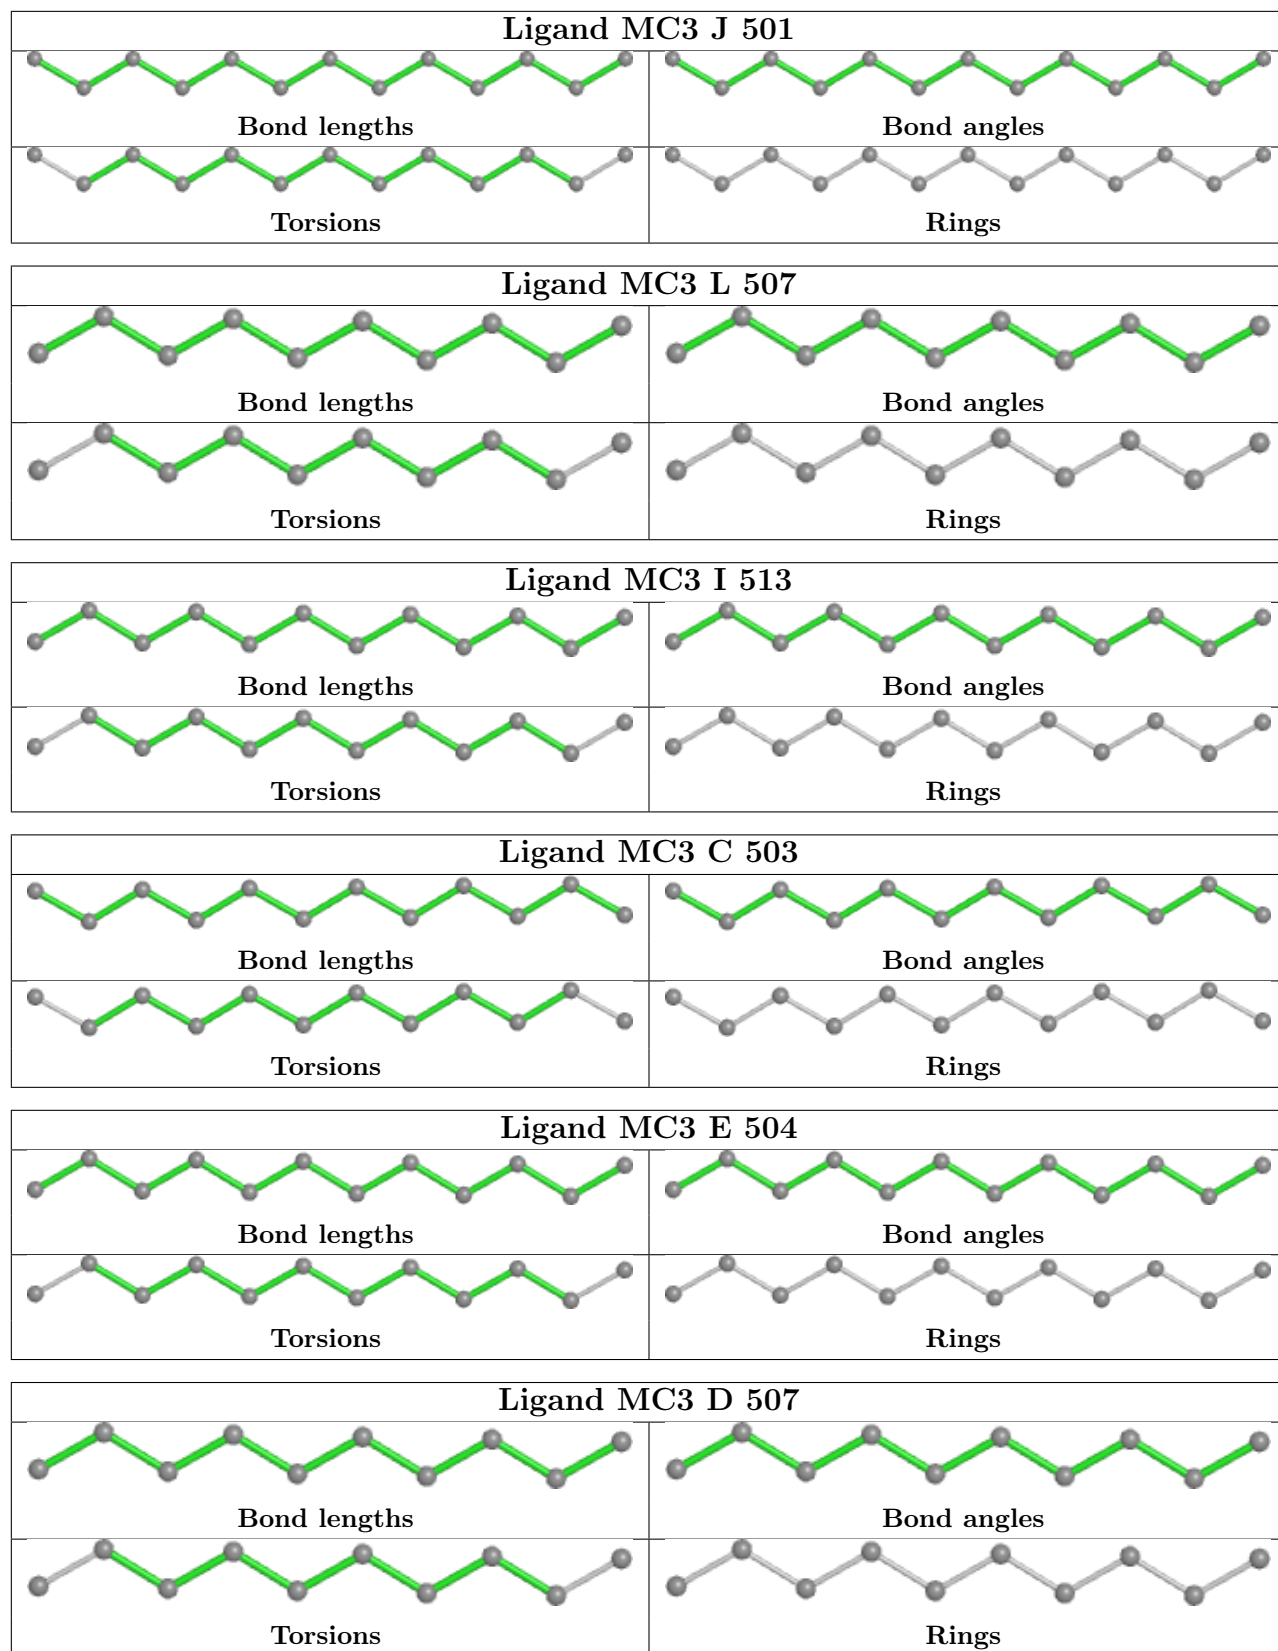 Ligand MC3 J 501
Bond lengths Bond angles
Torsions Rings
Ligand MC3 L 507
Bond lengths Bond angles
Torsions Rings
Ligand MC3 I 513
Bond lengths Bond angles
Torsions Rings
Ligand MC3 C 503
Bond lengths Bond angles
Torsions Rings
Ligand MC3 E 504
Bond lengths Bond angles
Torsions Rings
Ligand MC3 D 507
Bond lengths Bond angles
Torsions Rings